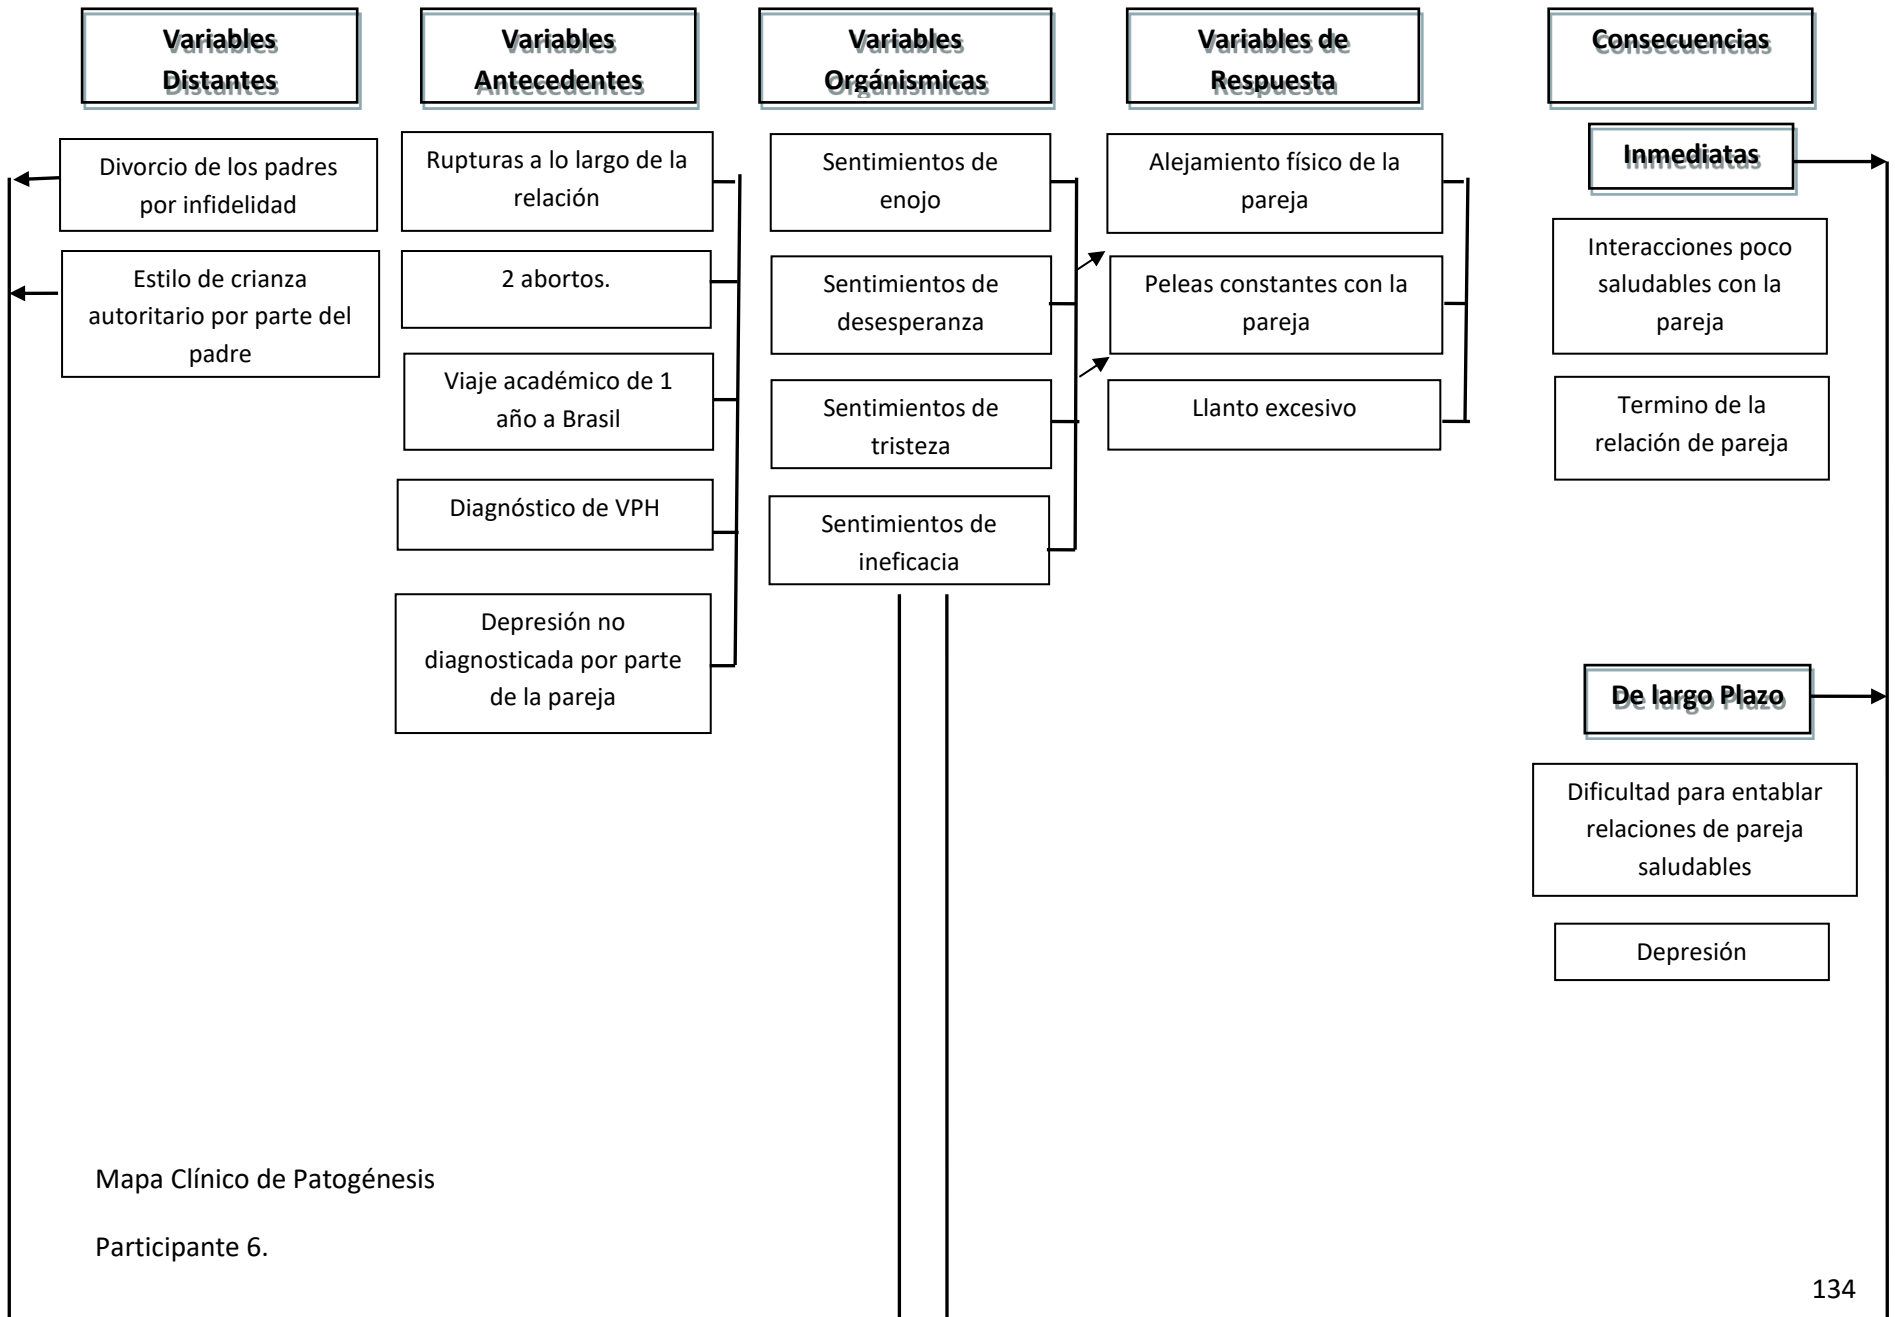 Variables
Distantes
Variables
Antecedentes
Variables
Orgánismicas
Variables de
Respuesta
Consecuencias
Divorcio de los padres
por infidelidad
Estilo de crianza
autoritario por parte del
padre
Rupturas a lo largo de la
relación
2 abortos.
Viaje académico de 1
año a Brasil
Diagnóstico de VPH
Depresión no
diagnosticada por parte
de la pareja
Sentimientos de
enojo
Sentimientos de
desesperanza
Sentimientos de
tristeza
Sentimientos de
ineficacia
Alejamiento físico de la
pareja
Peleas constantes con la
pareja
Llanto excesivo
Inmediatas
Interacciones poco
saludables con la
pareja
Termino de la
relación de pareja
De largo Plazo
Dificultad para entablar
relaciones de pareja
saludables
Depresión
Mapa Clínico de Patogénesis
Participante 6.
134